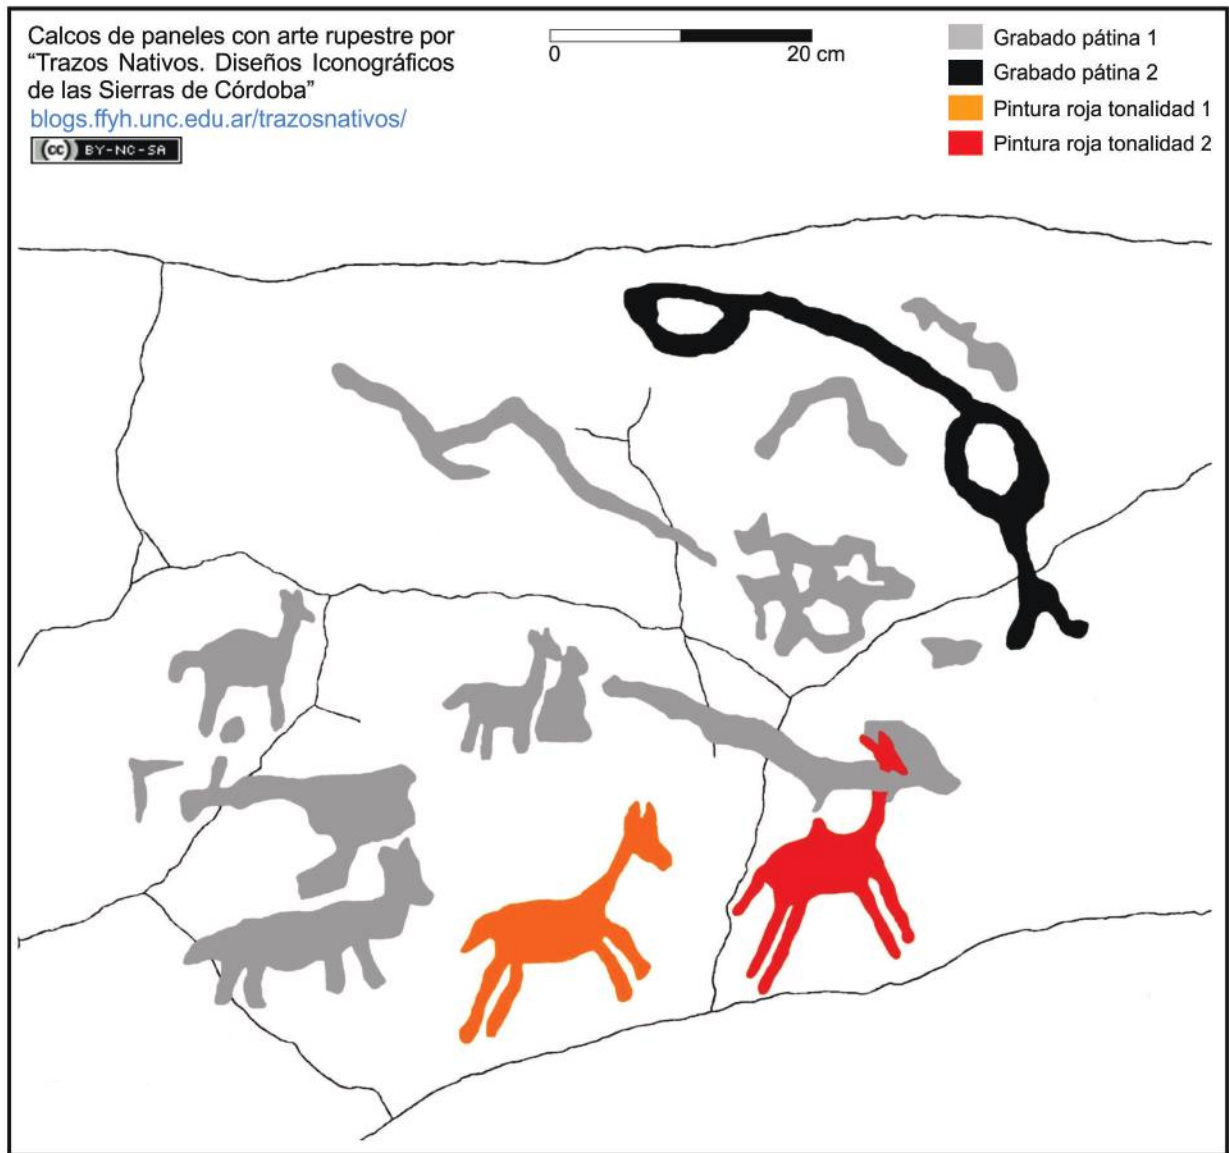 Calcos de paneles con arte rupestre por
“Trazos Nativos. Diseños Iconográficos
de las Sierras de Córdoba”
blogs.ffyh.unc.edu.ar/trazosnativos/
(cc) BY-NC-SA
0 20 cm
Grabado pátina 1
Grabado pátina 2
Pintura roja tonalidad 1
Pintura roja tonalidad 2